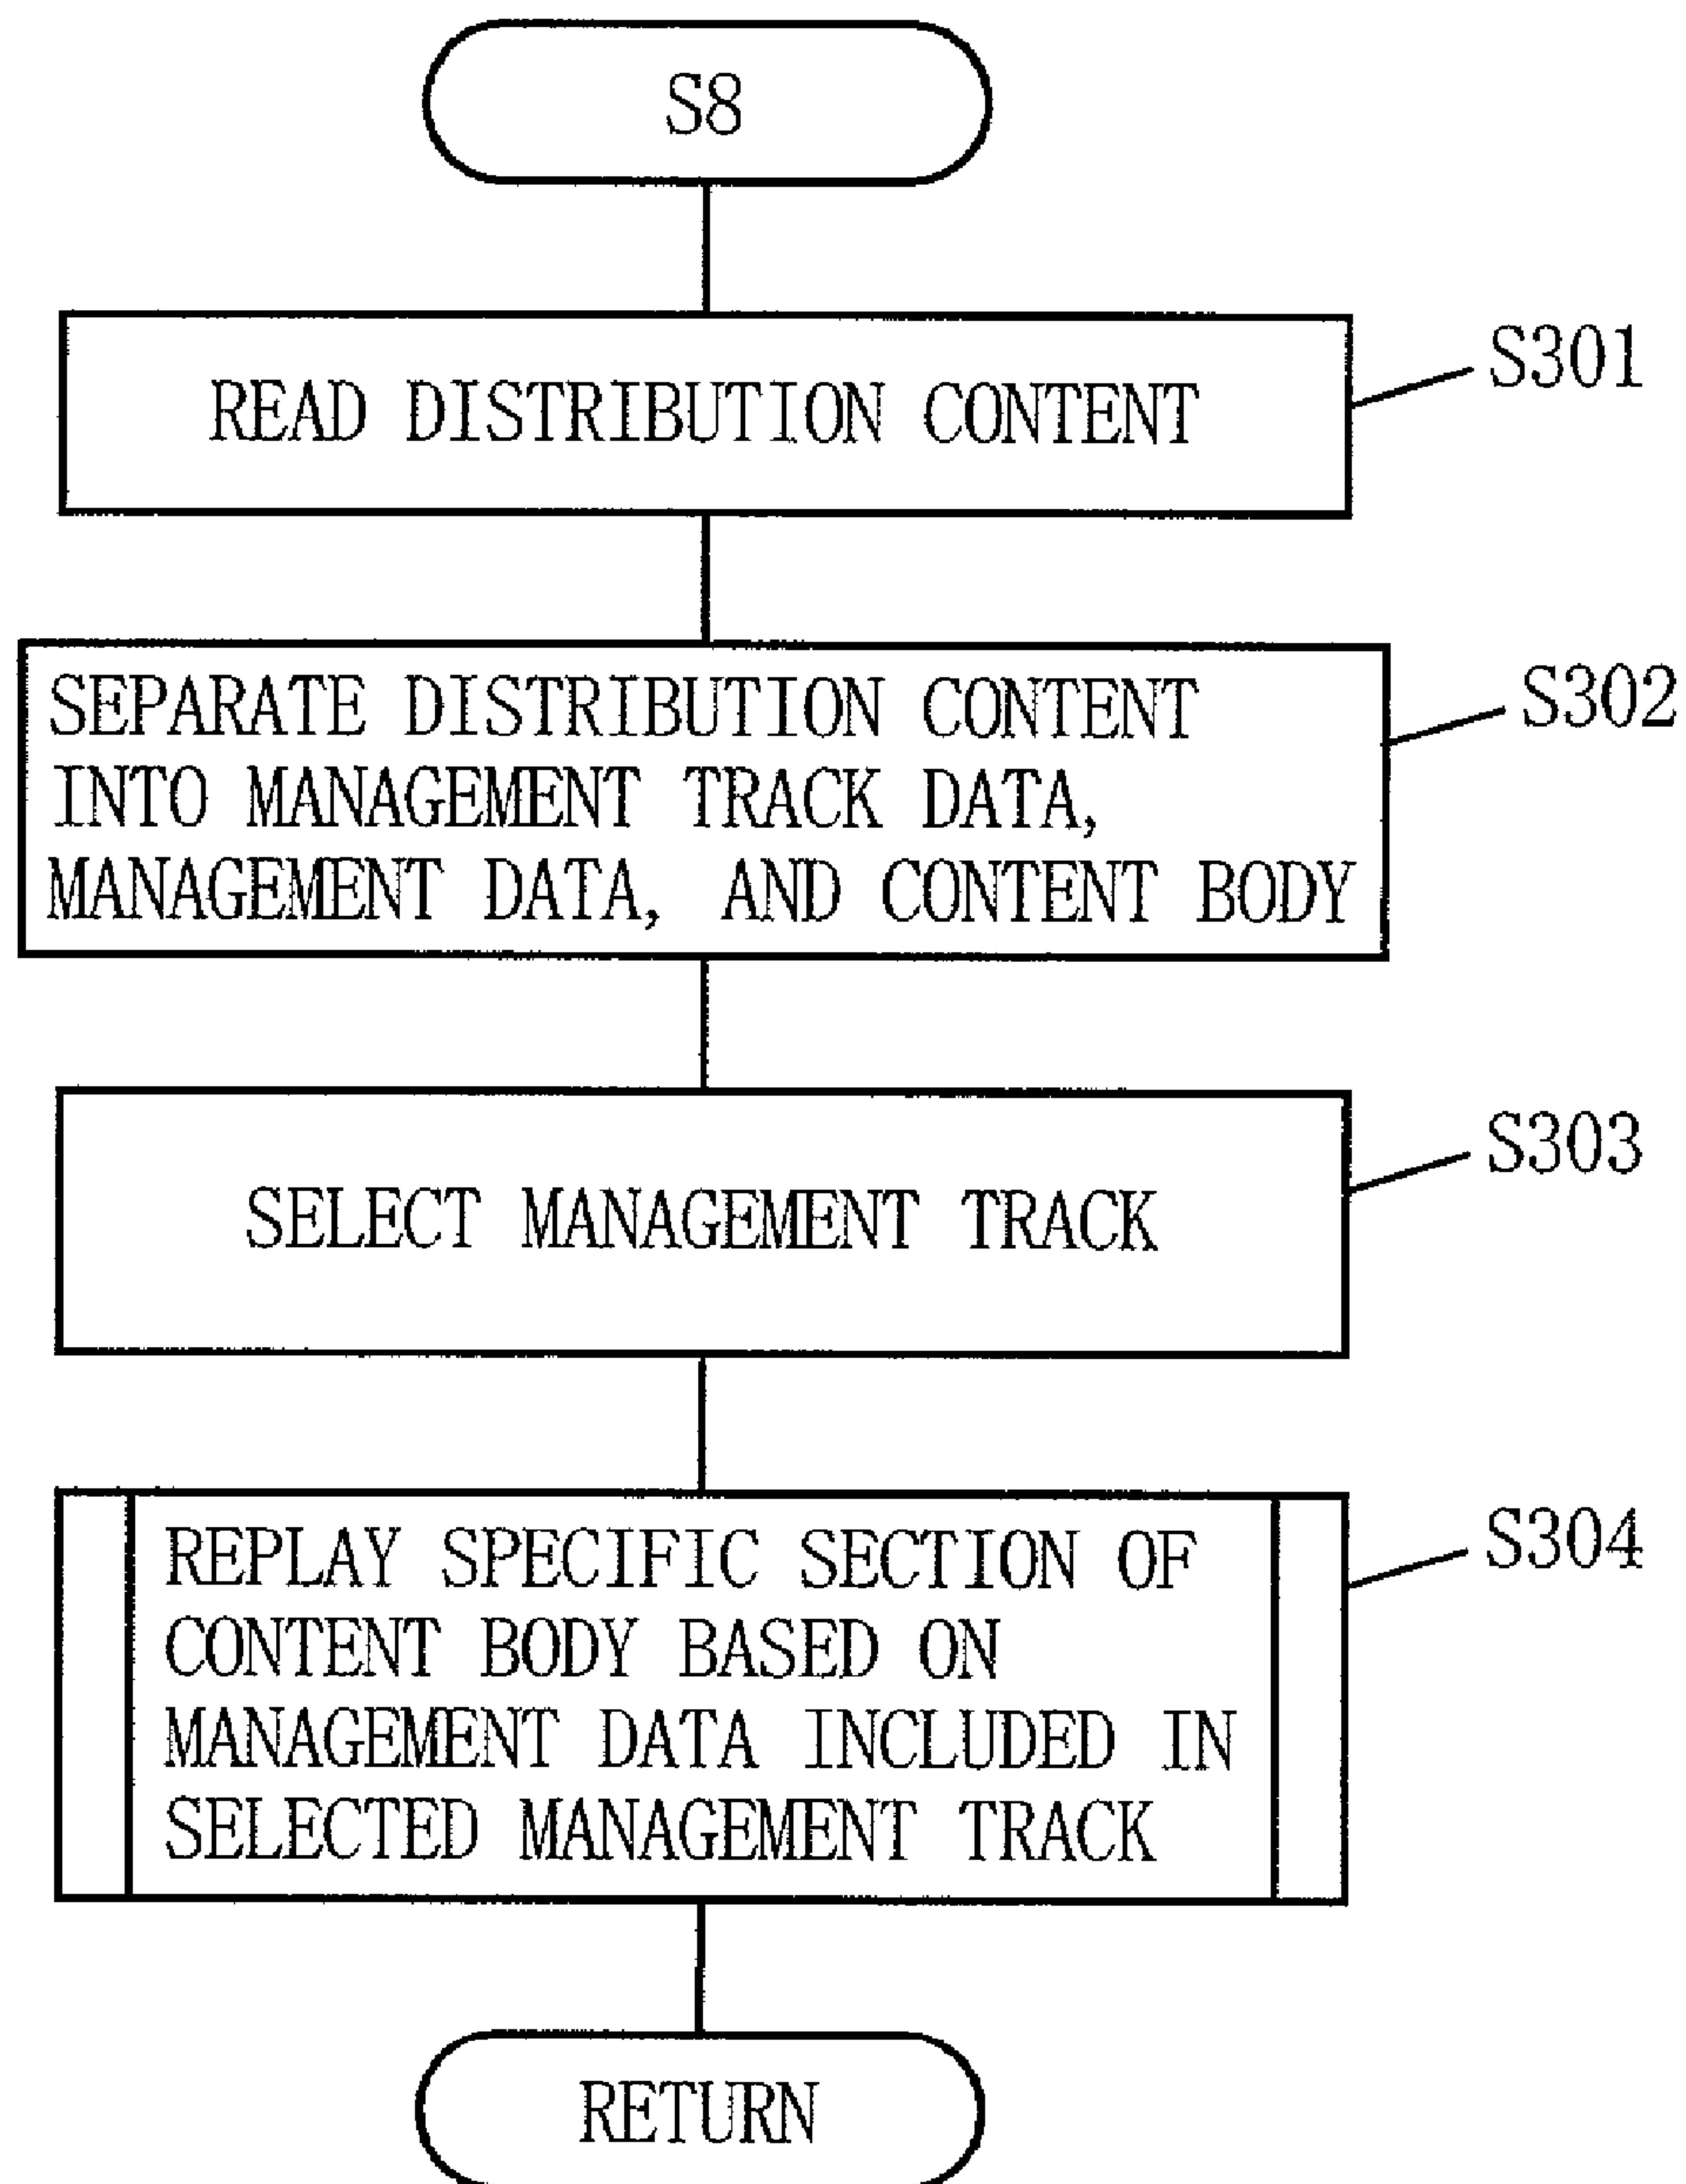 S8
READ DISTRIBUTION CONTENT
S301
SEPARATE DISTRIBUTION CONTENT
INTO MANAGEMENT TRACK DATA,
MANAGEMENT DATA, AND CONTENT BODY
S302
SELECT MANAGEMENT TRACK
S303
REPLAY SPECIFIC SECTION OF
CONTENT BODY BASED ON
MANAGEMENT DATA INCLUDED IN
SELECTED MANAGEMENT TRACK
S304
RETURN